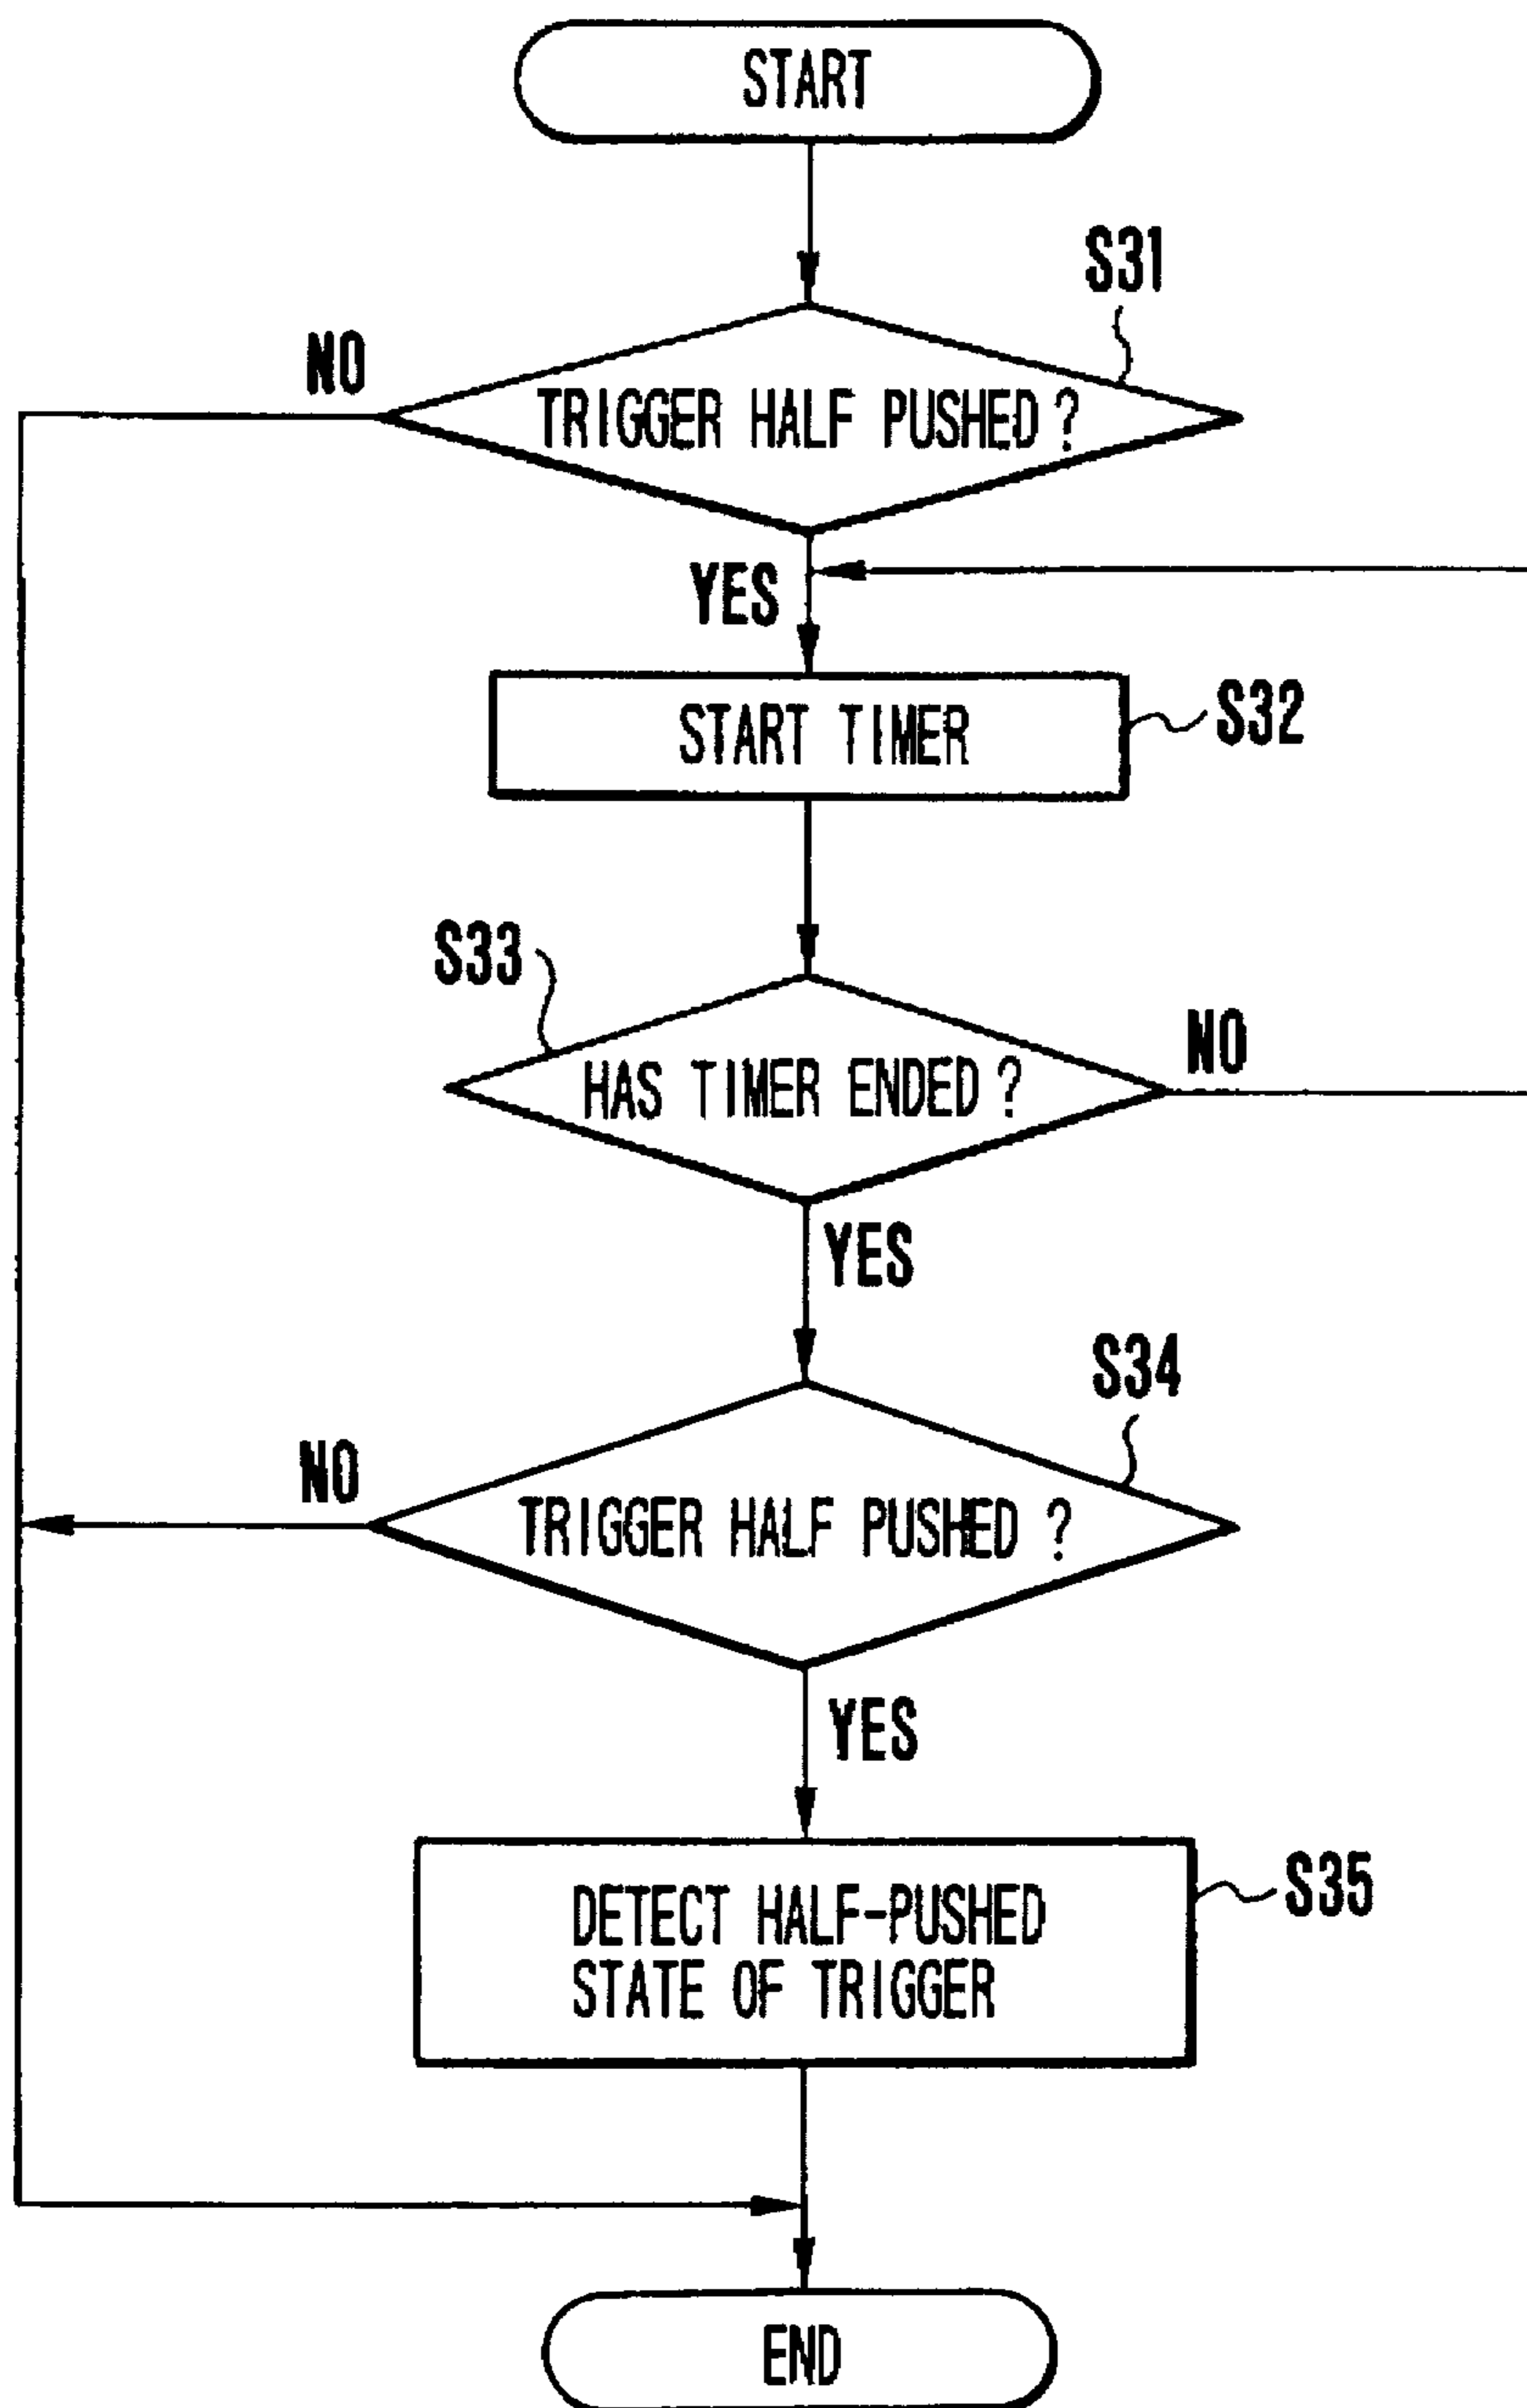 START
S31
NO
TRIGGER HALF PUSHED ?
YES
START TIMER
S32
S33
HAS TIMER ENDED ?
NO
YES
S34
NO
TRIGGER HALF PUSHED ?
YES
DETECT HALF-PUSHED
STATE OF TRIGGER
S35
END